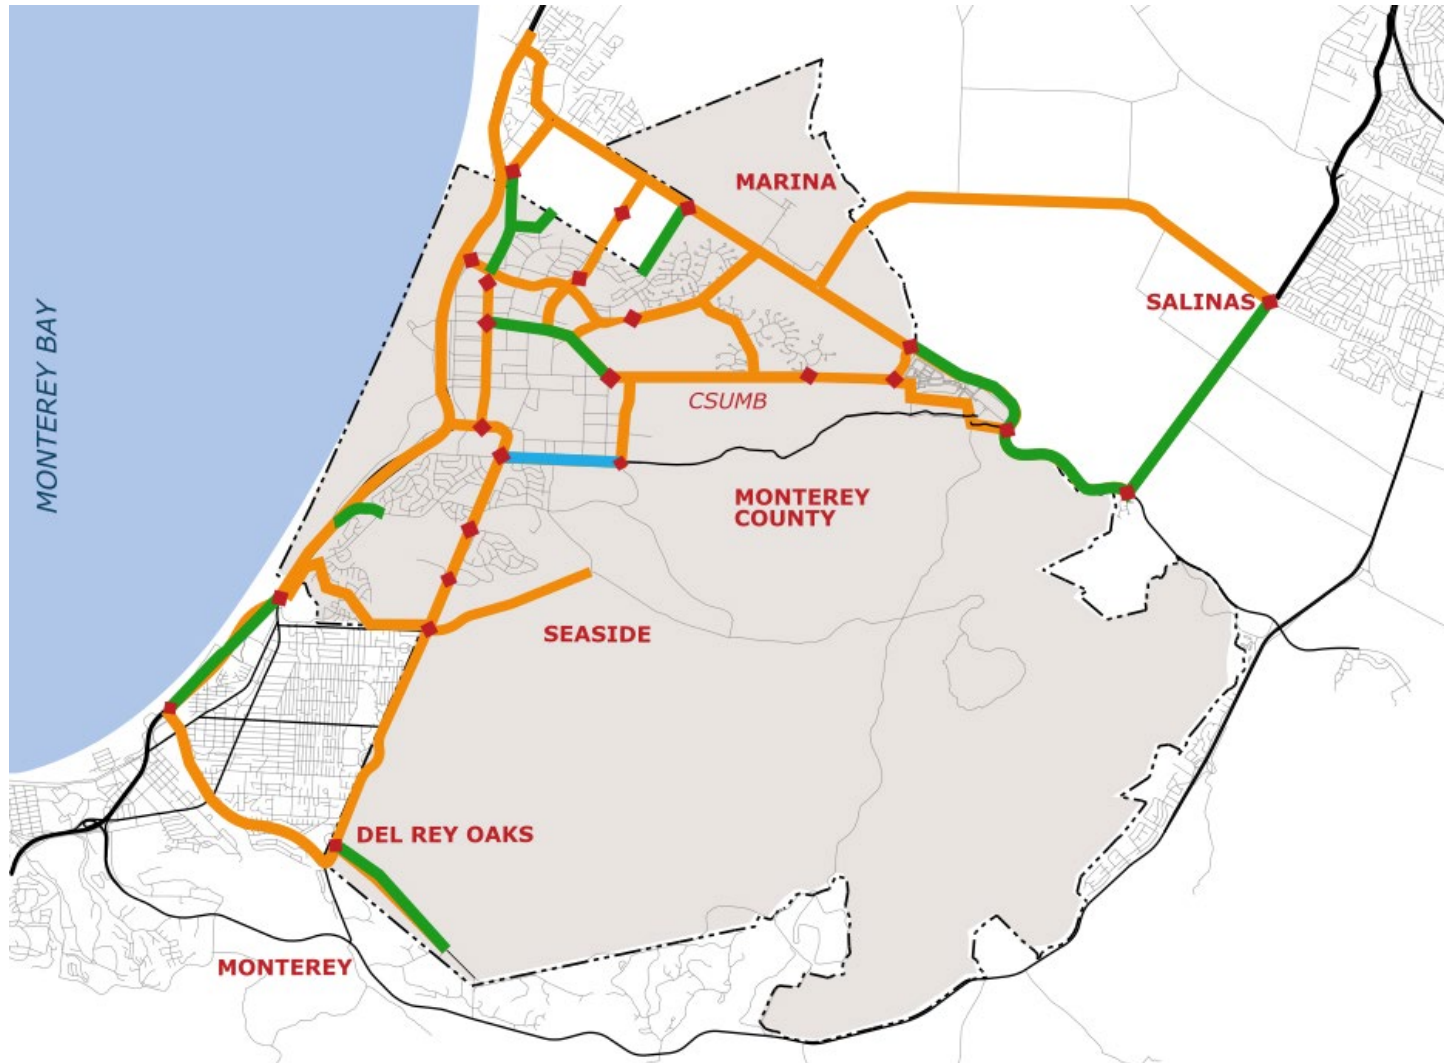 MARINA
MONTEREY BAY
SALINAS
CSUMB
MONTEREY
COUNTY
SEASIDE
DEL REY OAKS
MONTEREY